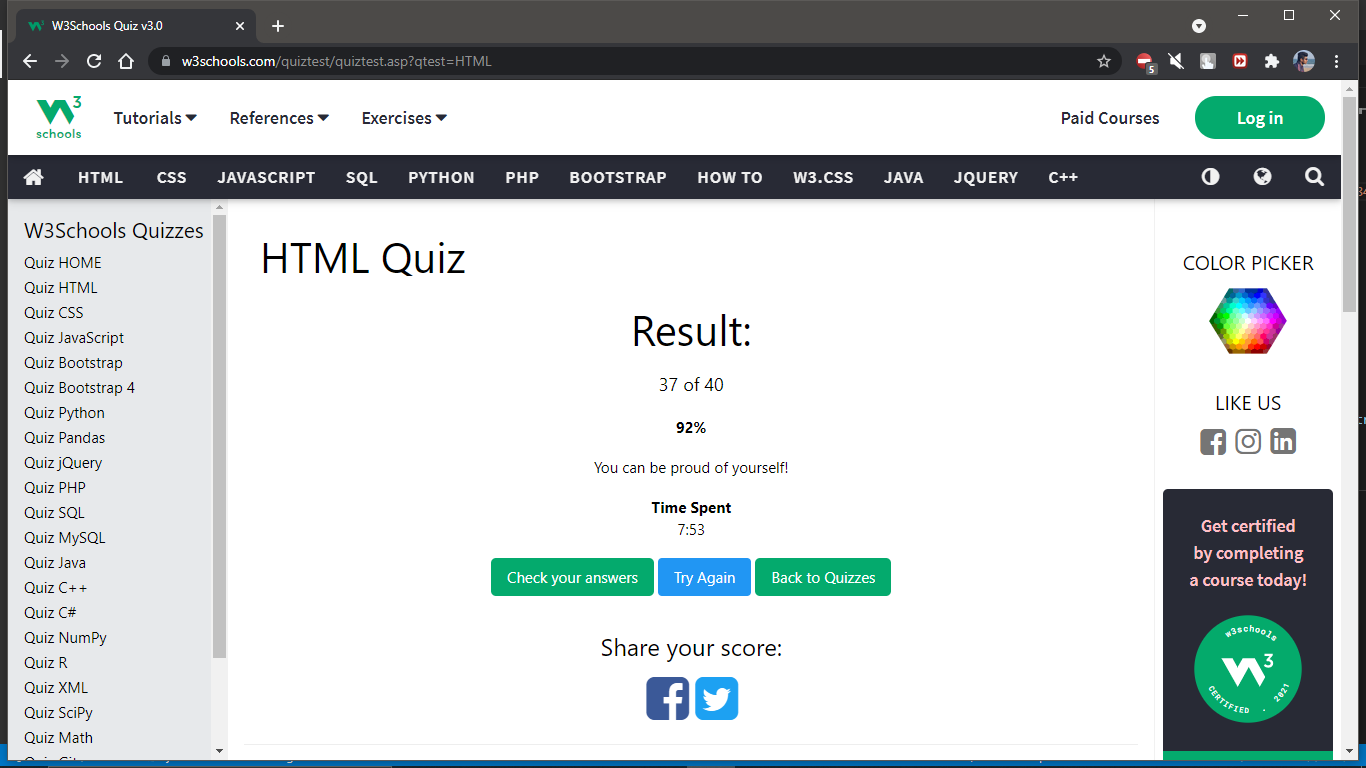 W3Schools Quiz v3.0
w3schools.com/quiztest/quiztest.asp?qtest=HTML
5
3
schools
Tutorials
References
Exercises
Paid Courses
Log in
HTML CSS JAVASCRIPT SQL PYTHON PHP BOOTSTRAP HOW TO W3.CSS JAVA JQUERY C++
W3Schools Quizzes
Quiz HOME
Quiz HTML
Quiz CSS
Quiz JavaScript
Quiz Bootstrap
Quiz Bootstrap 4
Quiz Python
Quiz Pandas
Quiz jQuery
Quiz PHP
Quiz SQL
Quiz MySQL
Quiz Java
Quiz C++
Quiz C#
Quiz NumPy
Quiz R
Quiz XML
Quiz SciPy
Quiz Math
HTML Quiz
Result:
37 of 40
92%
You can be proud of yourself!
Time Spent
7:53
Check your answers
Try Again
Back to Quizzes
Share your score:
COLOR PICKER
LIKE US
Get certified
by completing
a course today!
w3schools
3
CERTIFIED . 2021